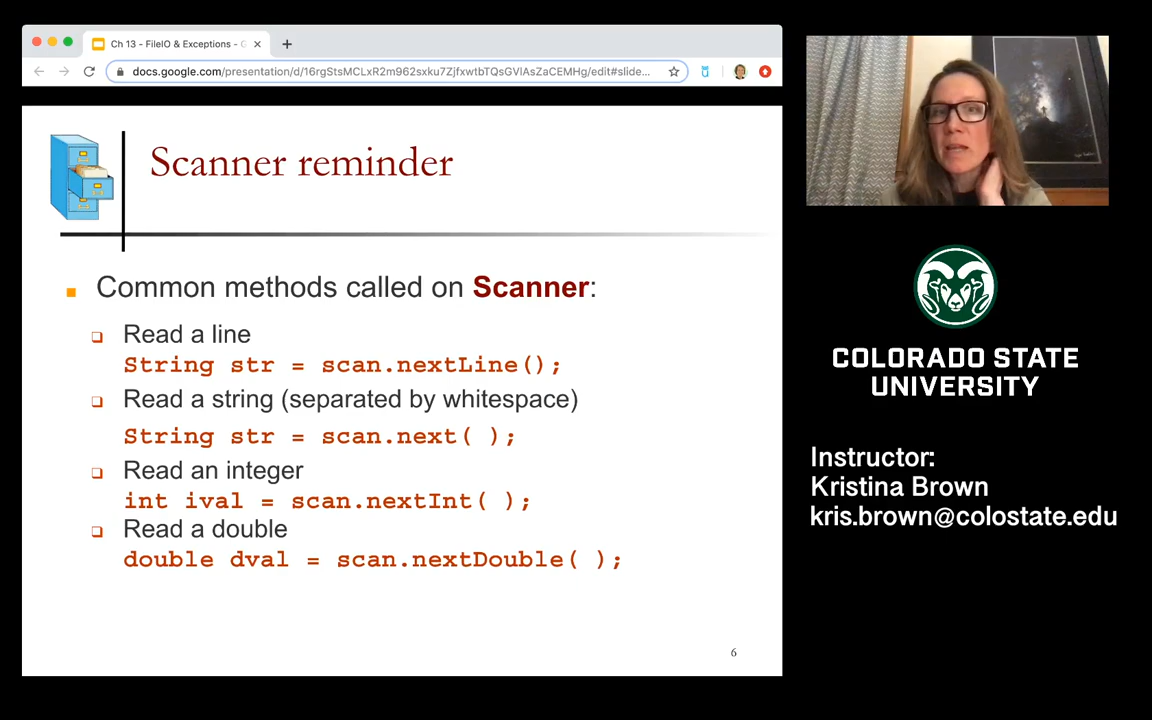 Ch 13 - FileIO & Exceptions - G
docs.google.com/presentation/d/16rgStsMCLxR2m962sxku7ZjfxwtbTQsGVlAsZaCEMHg/edit#slide...
Scanner reminder
Common methods called on Scanner:
Read a line
String str = scan.nextLine();
Read a string (separated by whitespace)
String str = scan.next( );
Read an integer
int ival = scan.nextInt( );
Read a double
double dval = scan.nextDouble( );
6
COLORADO STATE
UNIVERSITY
Instructor:
Kristina Brown
kris.brown@colostate.edu